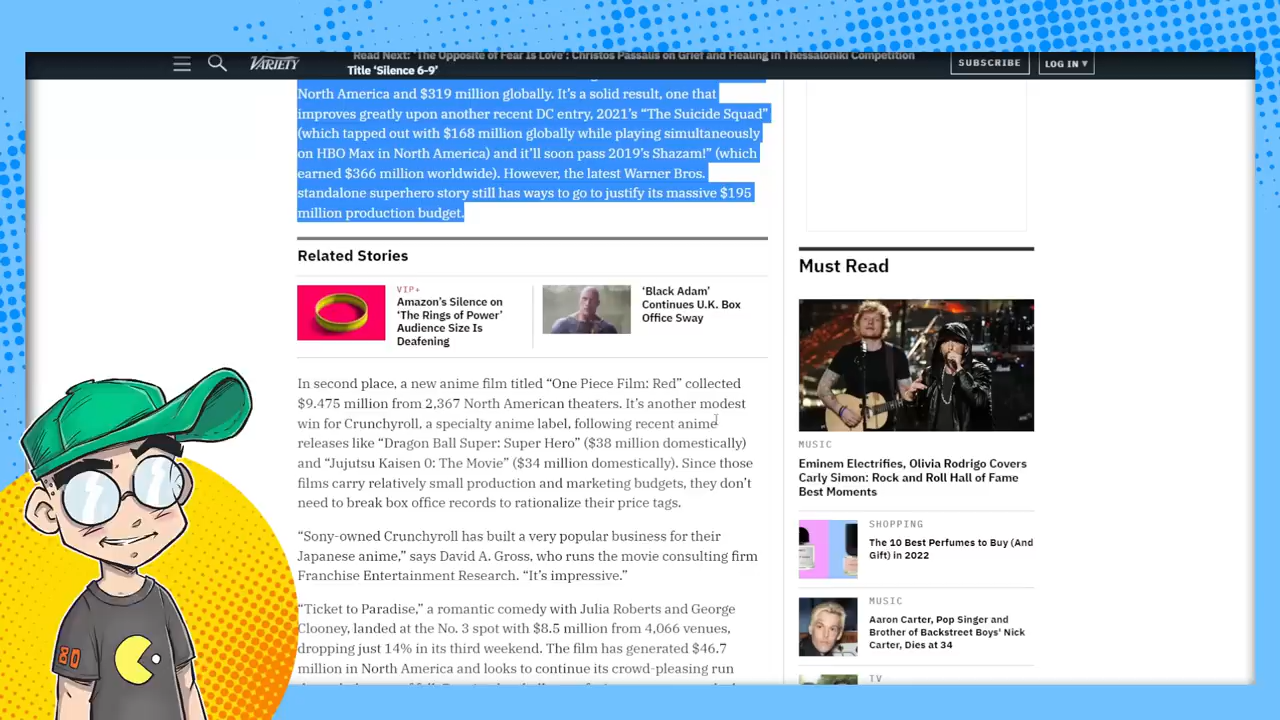 Read Next: 'The Opposite of Fear Is Love': Christos Passalis on Grief and Healing in Thessaloniki Competition
Title 'Silence 6-9'
VARIETY
SUBSCRIBE
LOG IN ▾
North America and $319 million globally. It's a solid result, one that
improves greatly upon another recent DC entry, 2021's "The Suicide Squad"
(which tapped out with $168 million globally while playing simultaneously
on HBO Max in North America) and it'll soon pass 2019's Shazam!" (which
earned $366 million worldwide). However, the latest Warner Bros.
standalone superhero story still has ways to go to justify its massive $195
million production budget.
Related Stories
VIP+
Amazon's Silence on
'The Rings of Power'
Audience Size Is
Deafening
'Black Adam'
Continues U.K. Box
Office Sway
In second place, a new anime film titled "One Piece Film: Red" collected
$9.475 million from 2,367 North American theaters. It's another modest
win for Crunchyroll, a specialty anime label, following recent anime
releases like "Dragon Ball Super: Super Hero" ($38 million domestically)
and "Jujutsu Kaisen 0: The Movie" ($34 million domestically). Since those
films carry relatively small production and marketing budgets, they don't
need to break box office records to rationalize their price tags.
"Sony-owned Crunchyroll has built a very popular business for their
Japanese anime," says David A. Gross, who runs the movie consulting firm
Franchise Entertainment Research. "It's impressive."
"Ticket to Paradise," a romantic comedy with Julia Roberts and George
Clooney, landed at the No. 3 spot with $8.5 million from 4,066 venues,
dropping just 14% in its third weekend. The film has generated $46.7
million in North America and looks to continue its crowd-pleasing run
Must Read
MUSIC
Eminem Electrifies, Olivia Rodrigo Covers
Carly Simon: Rock and Roll Hall of Fame
Best Moments
SHOPPING
The 10 Best Perfumes to Buy (And
Gift) in 2022
MUSIC
Aaron Carter, Pop Singer and
Brother of Backstreet Boys' Nick
Carter, Dies at 34
TV
80